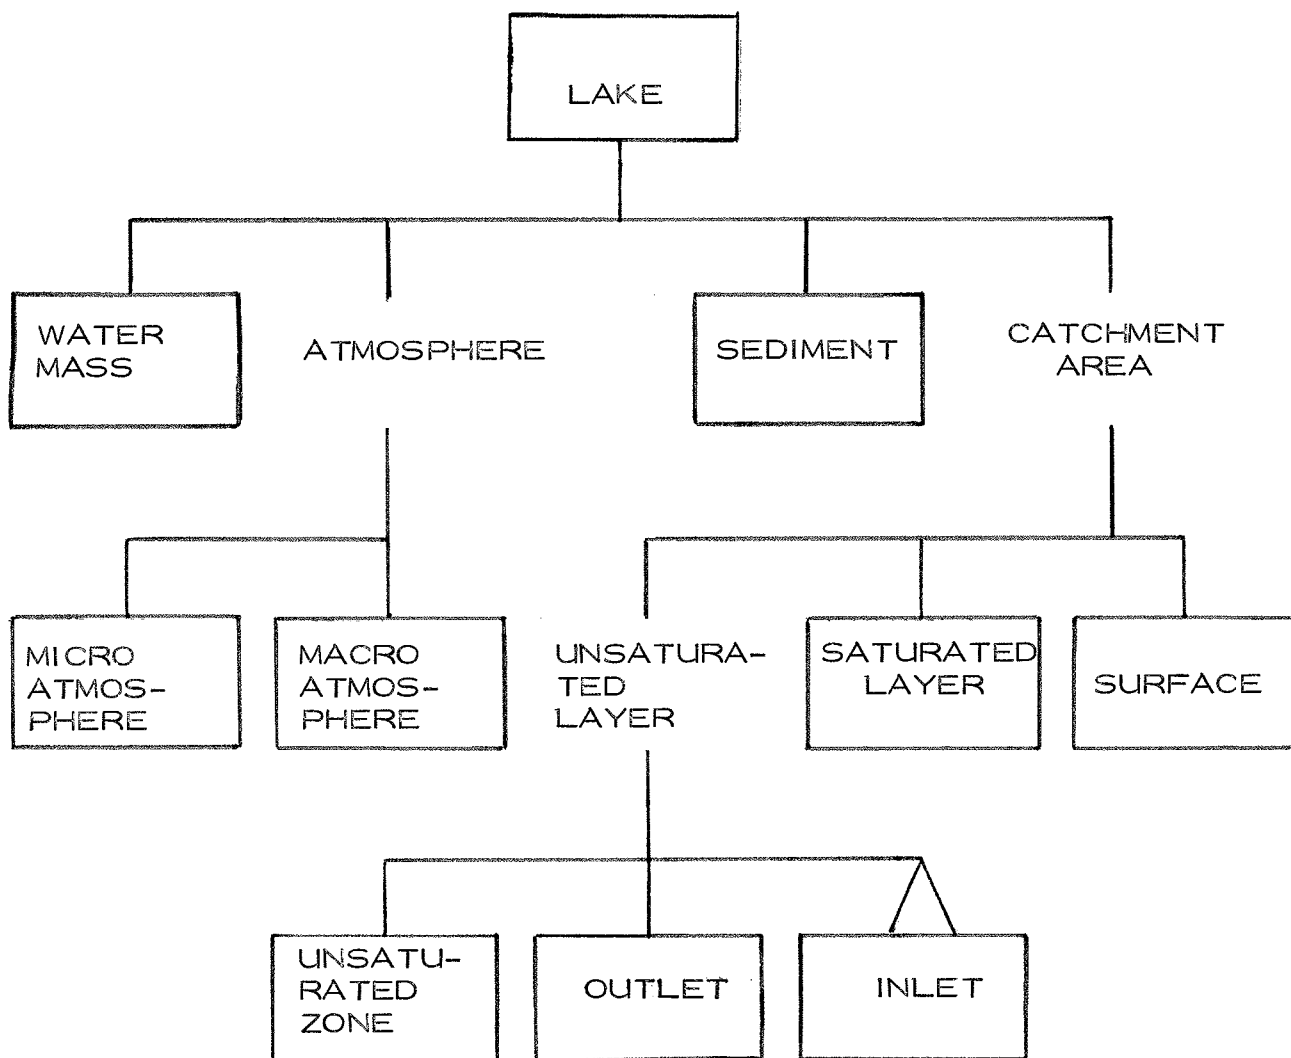 LAKE
WATER
MASS
ATMOSPHERE
SEDIMENT
CATCHMENT
AREA
MICRO
ATMOS-
PHERE
MACRO
ATMOS-
PHERE
UNSATURA-
TED
LAYER
SATURATED
LAYER
SURFACE
UNSATU-
RATED
ZONE
OUTLET
INLET